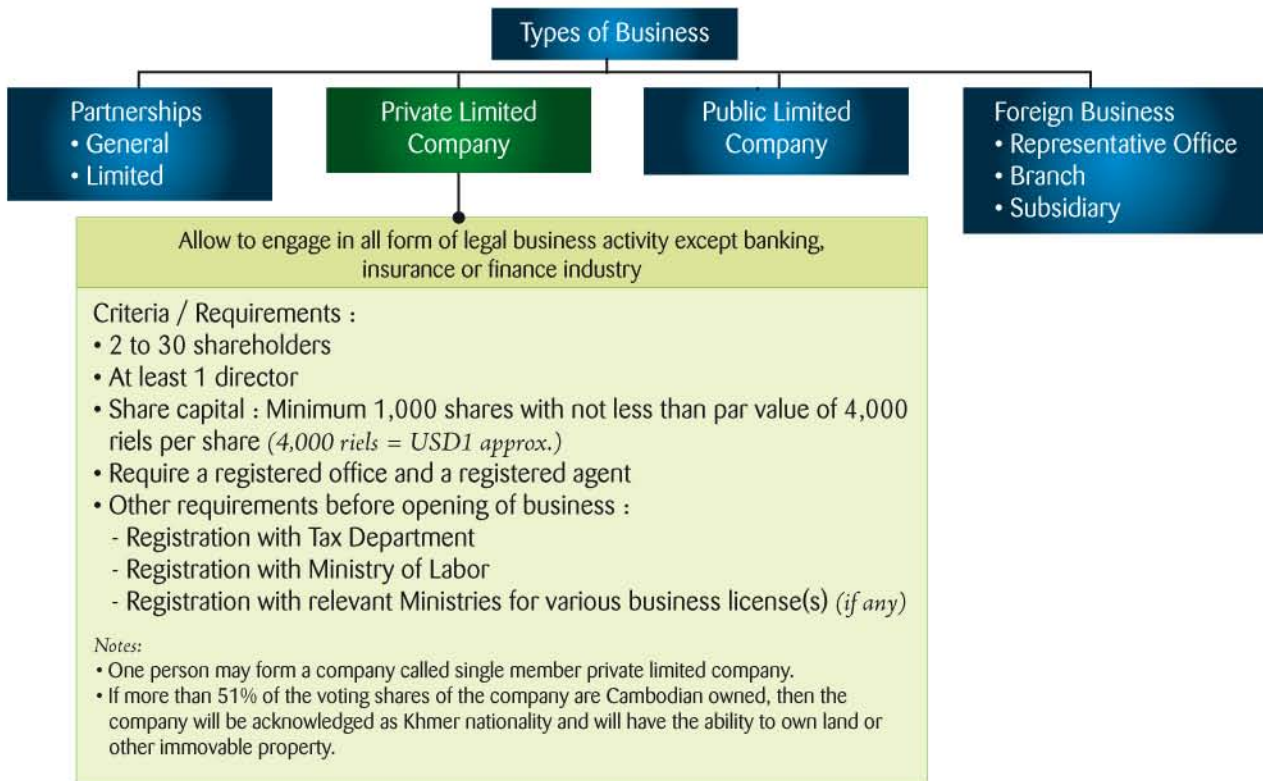 Types of Business
Partnerships
• General
• Limited
Private Limited
Company
Public Limited
Company
Foreign Business
• Representative Office
• Branch
• Subsidiary
Allow to engage in all form of legal business activity except banking,
insurance or finance industry
Criteria / Requirements :
• 2 to 30 shareholders
• At least 1 director
• Share capital : Minimum 1,000 shares with not less than par value of 4,000
riels per share (4,000 riels = USD1 approx.)
• Require a registered office and a registered agent
• Other requirements before opening of business :
- Registration with Tax Department
- Registration with Ministry of Labor
- Registration with relevant Ministries for various business license(s) (if any)
Notes:
• One person may form a company called single member private limited company.
• If more than 51% of the voting shares of the company are Cambodian owned, then the
company will be acknowledged as Khmer nationality and will have the ability to own land or
other immovable property.